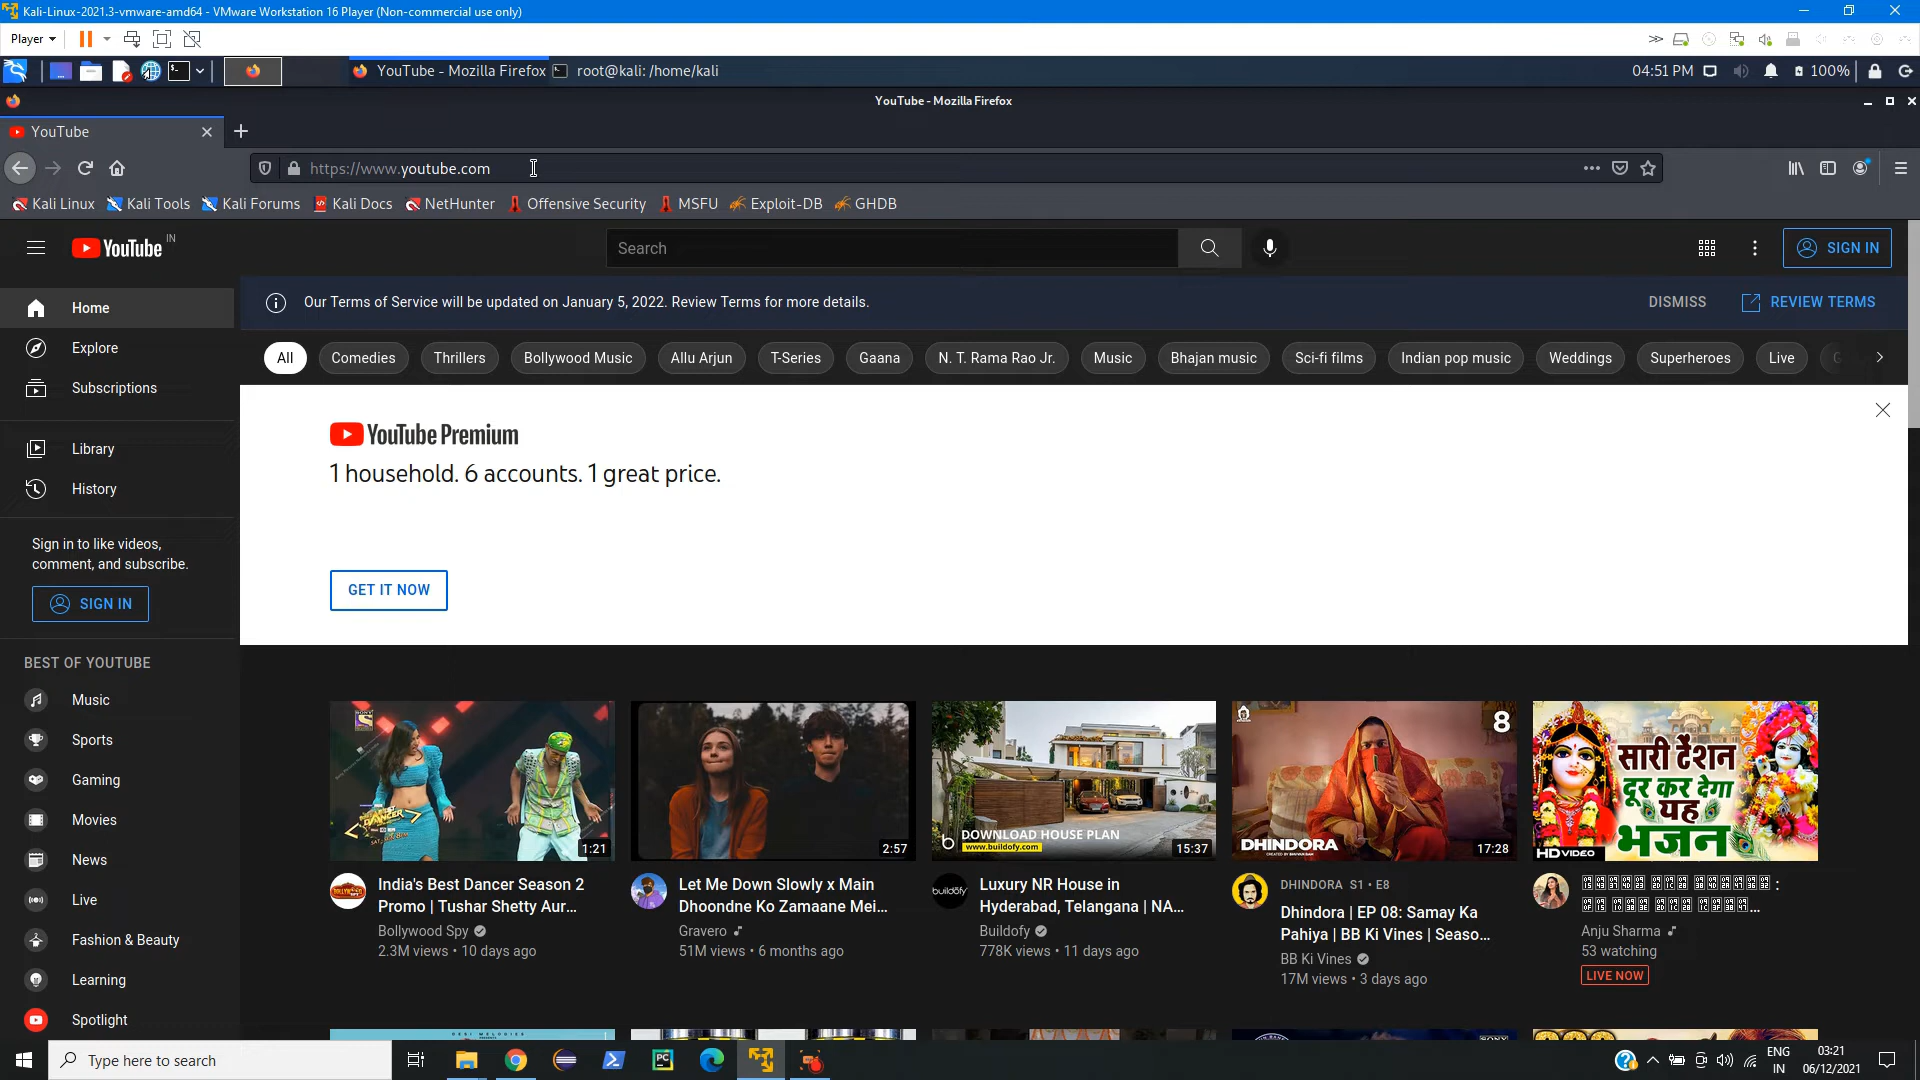 Kali-Linux-2021.3-vmware-amd64 - VMware Workstation 16 Player (Non-commercial use only)
Player
YouTube - Mozilla Firefox
root@kali: /home/kali
04:51 PM
100%
YouTube - Mozilla Firefox
YouTube
https://www.youtube.com
Kali Linux
Kali Tools
Kali Forums
Kali Docs
NetHunter
Offensive Security
MSFU
Exploit-DB
GHDB
YouTube IN
Search
SIGN IN
Our Terms of Service will be updated on January 5, 2022. Review Terms for more details.
DISMISS
REVIEW TERMS
Home
Explore
Subscriptions
Library
History
Sign in to like videos,
comment, and subscribe.
SIGN IN
BEST OF YOUTUBE
Music
Sports
Gaming
Movies
News
Live
Fashion & Beauty
Learning
Spotlight
All
Comedies
Thrillers
Bollywood Music
Allu Arjun
T-Series
Gaana
N. T. Rama Rao Jr.
Music
Bhajan music
Sci-fi films
Indian pop music
Weddings
Superheroes
Live
YouTube Premium
1 household. 6 accounts. 1 great price.
GET IT NOW
1:21
India's Best Dancer Season 2
Promo | Tushar Shetty Aur...
Bollywood Spy
2.3M views • 10 days ago
2:57
Let Me Down Slowly x Main
Dhoondne Ko Zamaane Mei...
Gravero
51M views • 6 months ago
DOWNLOAD HOUSE PLAN
www.buildofy.com
15:37
buildofy
Luxury NR House in
Hyderabad, Telangana | NA...
Buildofy
778K views • 11 days ago
8
DHINDORA
17:28
DHINDORA S1 • E8
Dhindora | EP 08: Samay Ka
Pahiya | BB Ki Vines | Seaso...
BB Ki Vines
17M views • 3 days ago
सारी टेंशन
दूर कर देगा
यह
भजन
HD VIDEO
Anju Sharma
53 watching
LIVE NOW
DESI MELODIES
Type here to search
ENG
IN
03:21
06/12/2021